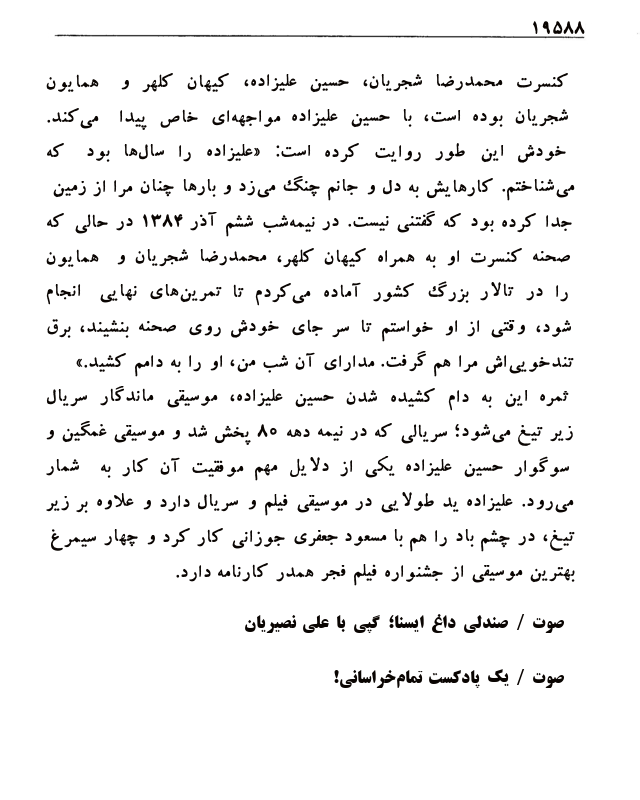 ۱۹۵۸۸
کنسرت محمدرضا شجریان، حسین علیزاده، کیهان کلهر و همایون
شجریان بوده است، با حسین علیزاده مواجهه‌ای خاص پیدا می‌کند.
خودش این طور روایت کرده است: «علیزاده را سال‌ها بود که
می‌شناختم. کارهایش به دل و جانم چنگ می‌زد و بارها چنان مرا از زمین
جدا کرده بود که گفتنی نیست. در نیمه‌شب ششم آذر ۱۳۸۴ در حالی که
صحنه کنسرت او به همراه کیهان کلهر، محمدرضا شجریان و همایون
را در تالار بزرگ کشور آماده می‌کردم تا تمرین‌های نهایی انجام
شود، وقتی از او خواستم تا سر جای خودش روی صحنه بنشیند، برق
تندخویی‌اش مرا هم گرفت. مدارای آن شب من، او را به دامم کشید.»
ثمره این به دام کشیده شدن حسین علیزاده، موسیقی ماندگار سریال
زیر تیغ می‌شود؛ سریالی که در نیمه دهه ۸۰ پخش شد و موسیقی غمگین و
سوگوار حسین علیزاده یکی از دلایل مهم موفقیت آن کار به شمار
می‌رود. علیزاده ید طولایی در موسیقی فیلم و سریال دارد و علاوه بر زیر
تیغ، در چشم باد را هم با مسعود جعفری جوزانی کار کرد و چهار سیمرغ
بهترین موسیقی از جشنواره فیلم فجر همدر کارنامه دارد.
صوت / صندلی داغ ایسنا؛ گپی با علی نصیریان
صوت / یک پادکست تمام‌خراسانی!